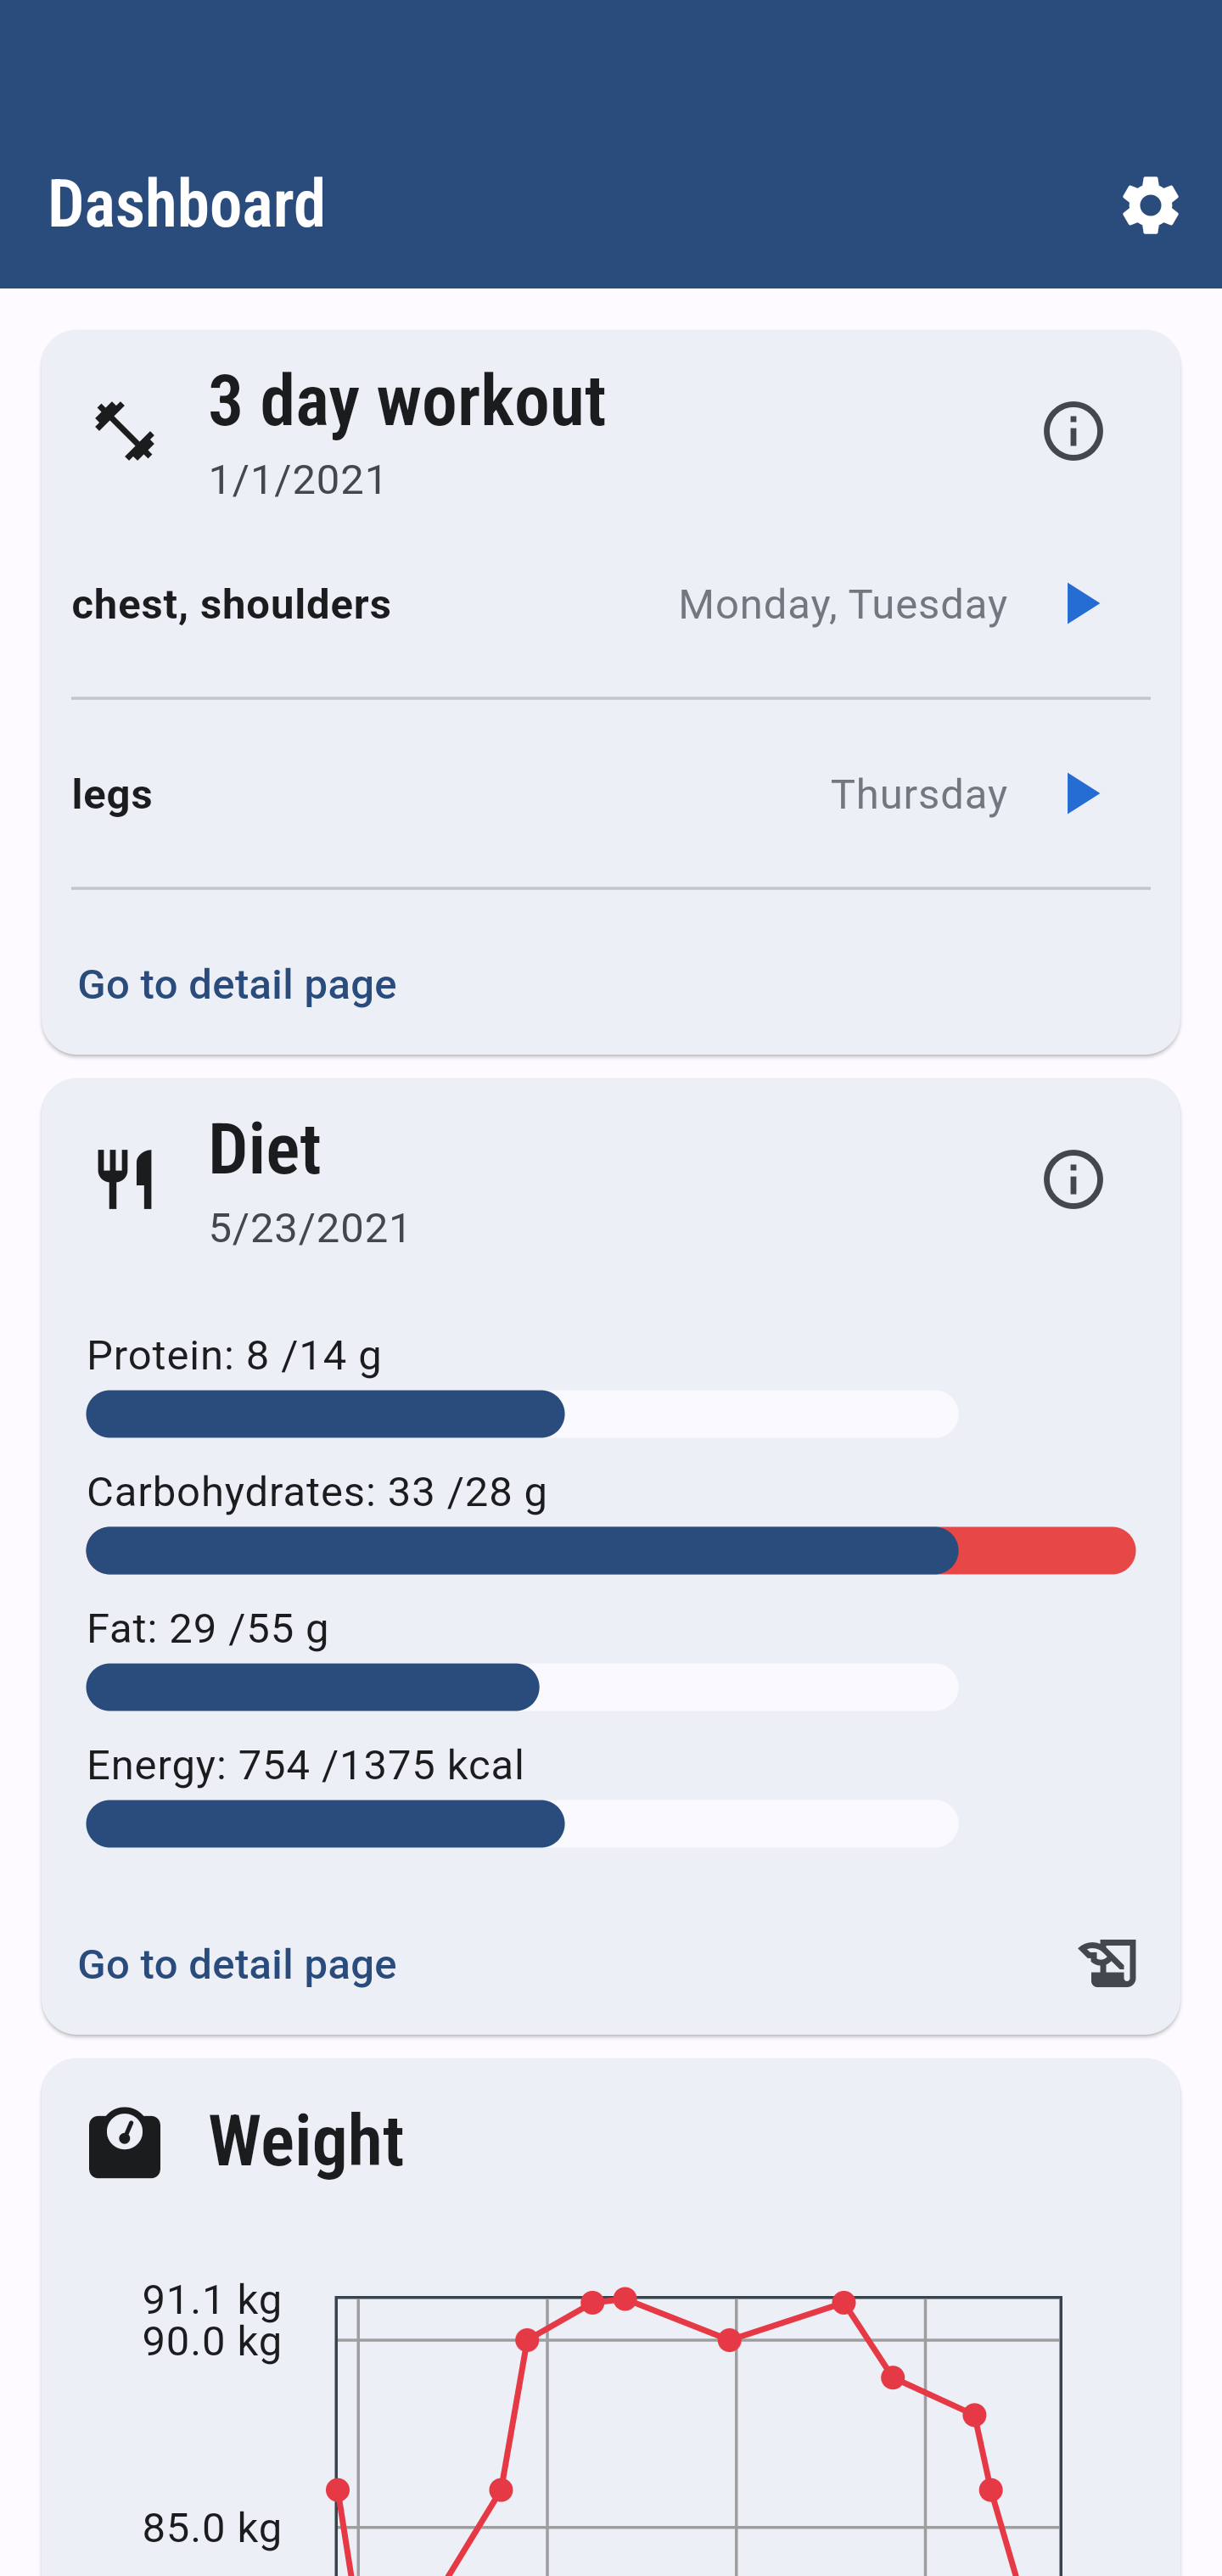 Dashboard
3 day workout
1/1/2021
chest, shoulders Monday, Tuesday
legs Thursday
Go to detail page
Diet
5/23/2021
Protein: 8 /14 g
Carbohydrates: 33 /28 g
Fat: 29 /55 g
Energy: 754 /1375 kcal
Go to detail page
Weight
91.1 kg
90.0 kg
85.0 kg